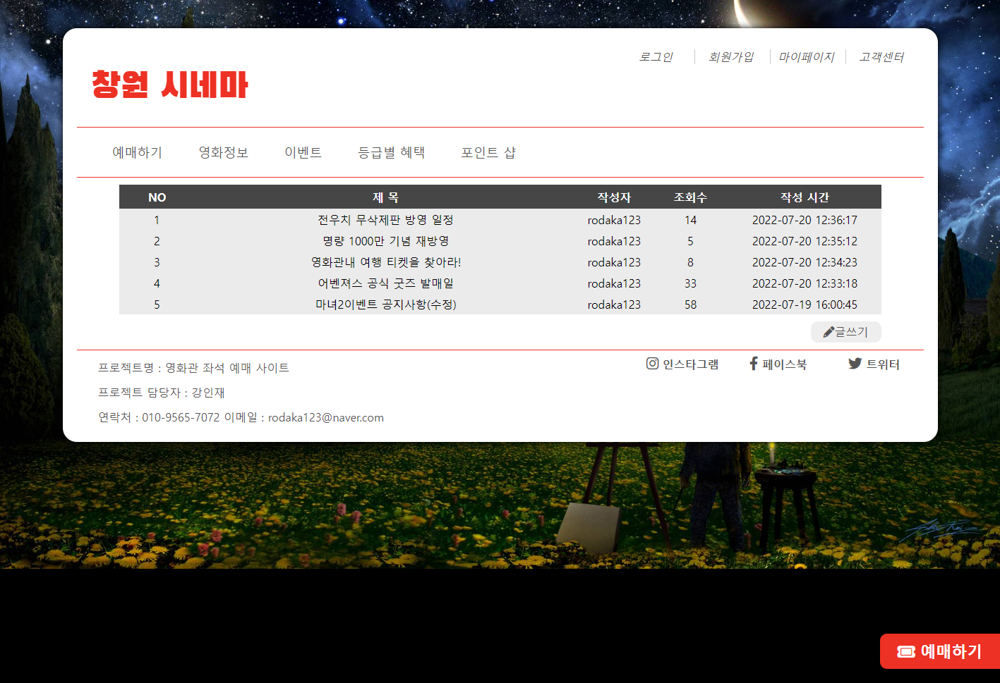 로그인 회원가입 마이페이지 고객센터
창원 시네마
예매하기 영화정보 이벤트 등급별 혜택 포인트 샵
NO 제 목 작성자 조회수 작성 시간
1 전우치 무삭제판 방영 일정 rodaka123 14 2022-07-20 12:36:17
2 명량 1000만 기념 재방영 rodaka123 5 2022-07-20 12:35:12
3 영화관내 여행 티켓을 찾아라! rodaka123 8 2022-07-20 12:34:23
4 어벤져스 공식 굿즈 발매일 rodaka123 33 2022-07-20 12:33:18
5 마녀2이벤트 공지사항(수정) rodaka123 58 2022-07-19 16:00:45
글쓰기
프로젝트명 : 영화관 좌석 예매 사이트 인스타그램 페이스북 트위터
프로젝트 담당자 : 강인재
연락처 : 010-9565-7072 이메일 : rodaka123@naver.com
예매하기